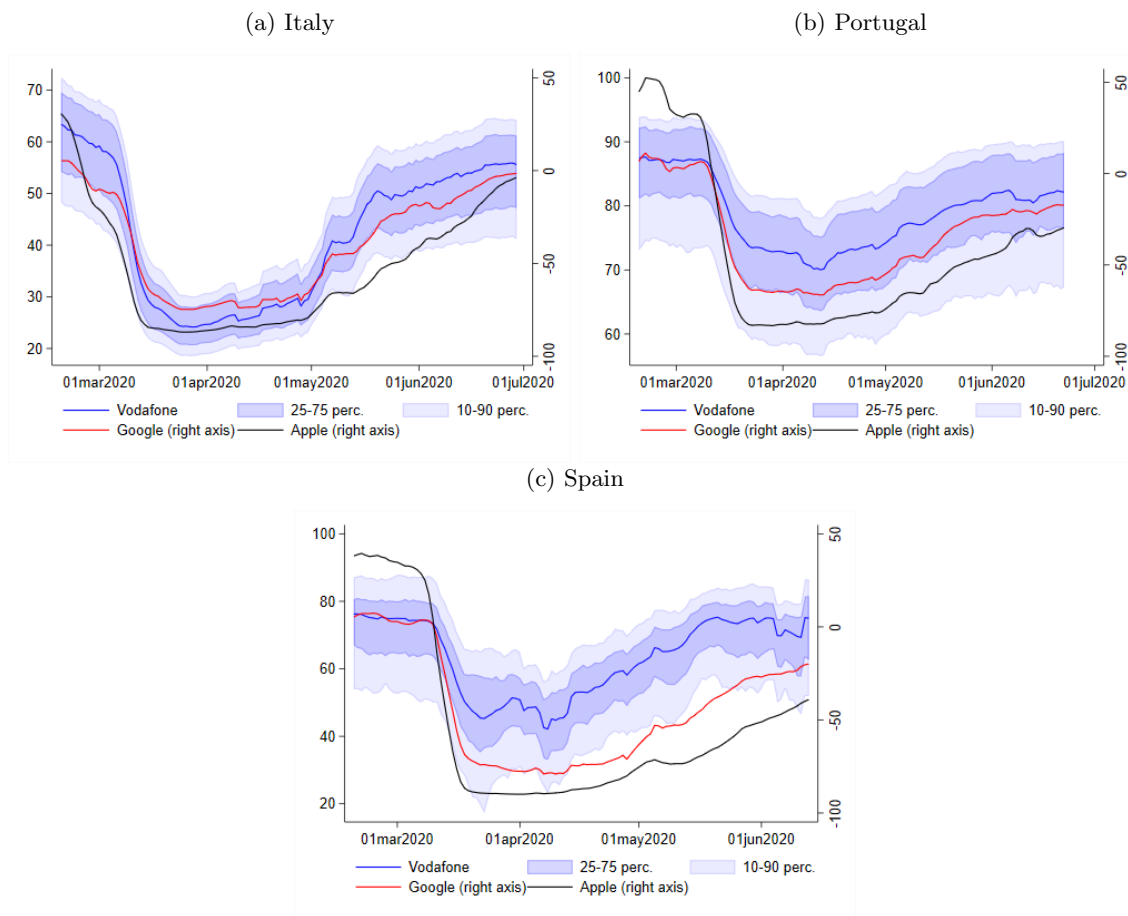 (a) Italy
(b) Portugal
70
60
50
40
30
20
50
0
-50
-100
01mar2020 01apr2020 01may2020 01jun2020 01jul2020
Vodafone 25-75 perc. 10-90 perc.
Google (right axis) Apple (right axis)
100
90
80
70
60
50
0
-50
-100
01mar2020 01apr2020 01may2020 01jun2020 01jul2020
Vodafone 25-75 perc. 10-90 perc.
Google (right axis) Apple (right axis)
(c) Spain
100
80
60
40
20
50
0
-50
-100
01mar2020 01apr2020 01may2020 01jun2020
Vodafone 25-75 perc. 10-90 perc.
Google (right axis) Apple (right axis)